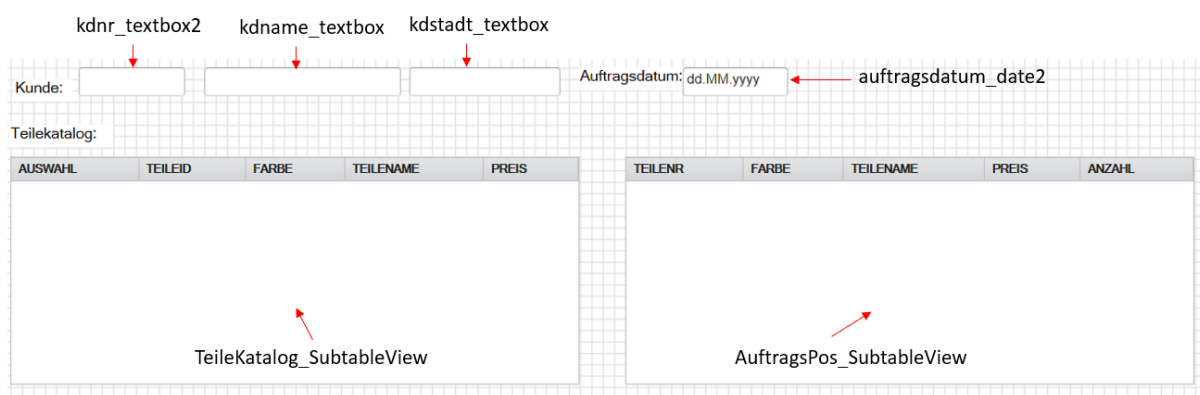 kdnr_textbox2 kdname_textbox kdstadt_textbox
Kunde: Auftragsdatum: dd.MM.yyyy auftragsdatum_date2
Teilekatalog:
AUSWAHL TEILEID FARBE TEILENAME PREIS TEILENR FARBE TEILENAME PREIS ANZAHL
TeileKatalog_SubtableView AuftragsPos_SubtableView